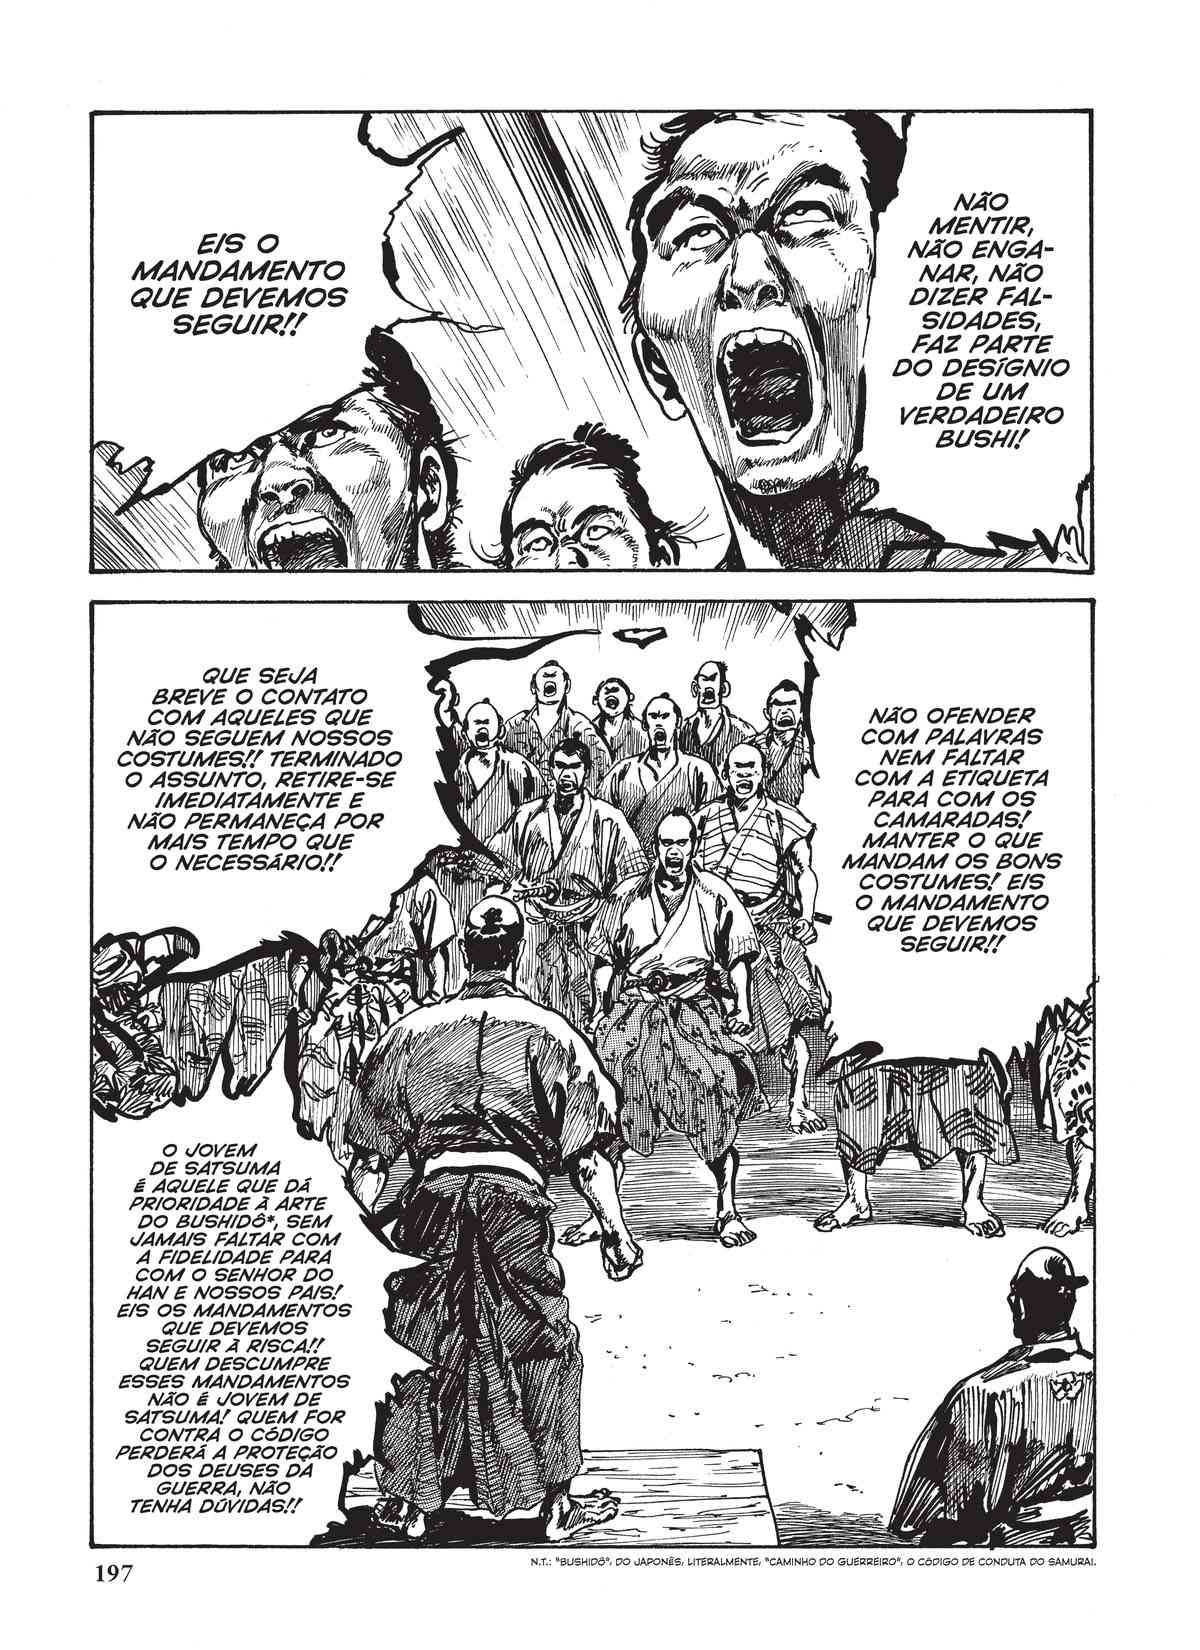 NÃO
MENTIR,
NÃO ENGA-
NAR, NÃO
DIZER FAL-
SIDADES,
FAZ PARTE
DO DESÍGNIO
DE UM
VERDADEIRO
BUSHI!
EIS O
MANDAMENTO
QUE DEVEMOS
SEGUIR!!
NÃO OFENDER
COM PALAVRAS
NEM FALTAR
COM A ETIQUETA
PARA COM OS
CAMARADAS!
MANTER O QUE
MANDAM OS BONS
COSTUMES! EIS
O MANDAMENTO
QUE DEVEMOS
SEGUIR!!
QUE SEJA
BREVE O CONTATO
COM AQUELES QUE
NÃO SEGUEM NOSSOS
COSTUMES!! TERMINADO
O ASSUNTO, RETIRE-SE
IMEDIATAMENTE E
NÃO PERMANEÇA POR
MAIS TEMPO QUE
O NECESSÁRIO!!
O JOVEM
DE SATSUMA
É AQUELE QUE DÁ
PRIORIDADE À ARTE
DO BUSHIDÔ*, SEM
JAMAIS FALTAR COM
A FIDELIDADE PARA
COM O SENHOR DO
HAN E NOSSOS PAIS!
EIS OS MANDAMENTOS
QUE DEVEMOS
SEGUIR À RISCA!!
QUEM DESCUMPRE
ESSES MANDAMENTOS
NÃO É JOVEM DE
SATSUMA! QUEM FOR
CONTRA O CÓDIGO
PERDERÁ A PROTEÇÃO
DOS DEUSES DA
GUERRA, NÃO
TENHA DÚVIDAS!!
N.T.: "BUSHIDÔ", DO JAPONÊS, LITERALMENTE, "CAMINHO DO GUERREIRO", O CÓDIGO DE CONDUTA DO SAMURAI.
197